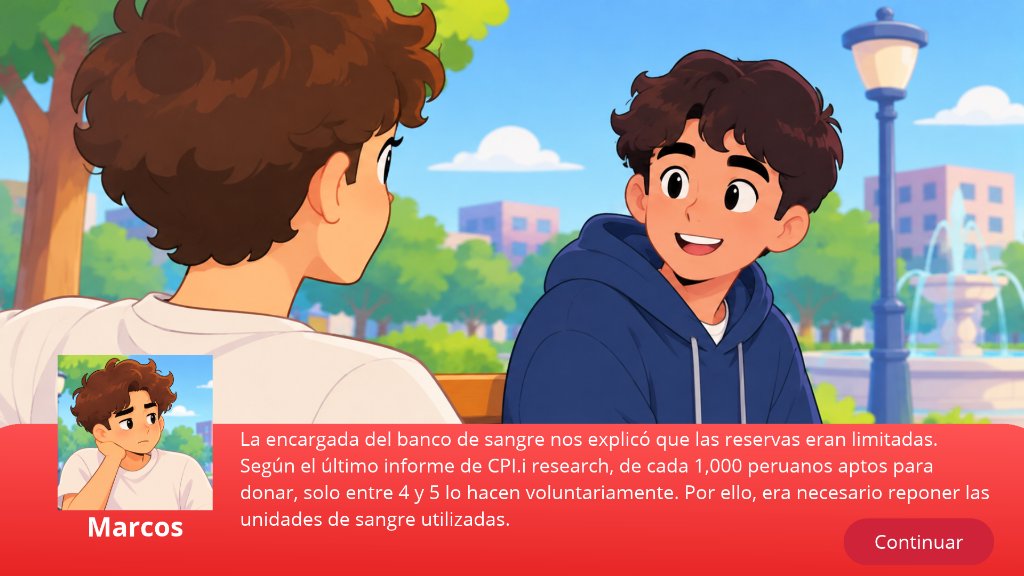 La encargada del banco de sangre nos explicó que las reservas eran limitadas.
Según el último informe de CPI.i research, de cada 1,000 peruanos aptos para
donar, solo entre 4 y 5 lo hacen voluntariamente. Por ello, era necesario reponer las
unidades de sangre utilizadas.
Marcos
Continuar